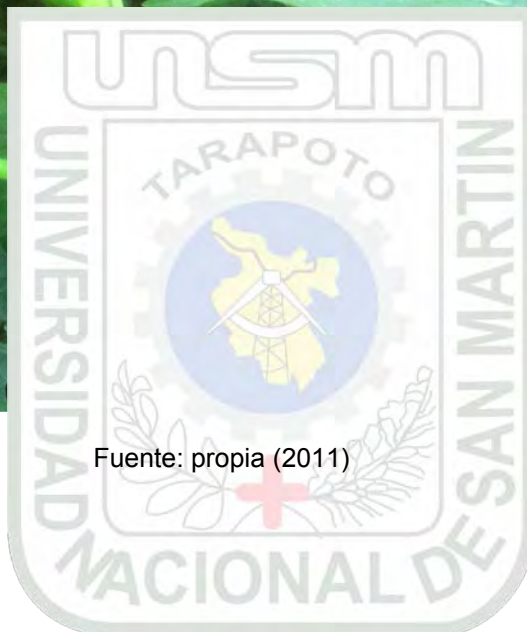 unsm
TARAPOTO
UNIVERSIDAD
NACIONAL DE
SAN MARTIN
Fuente: propia (2011)